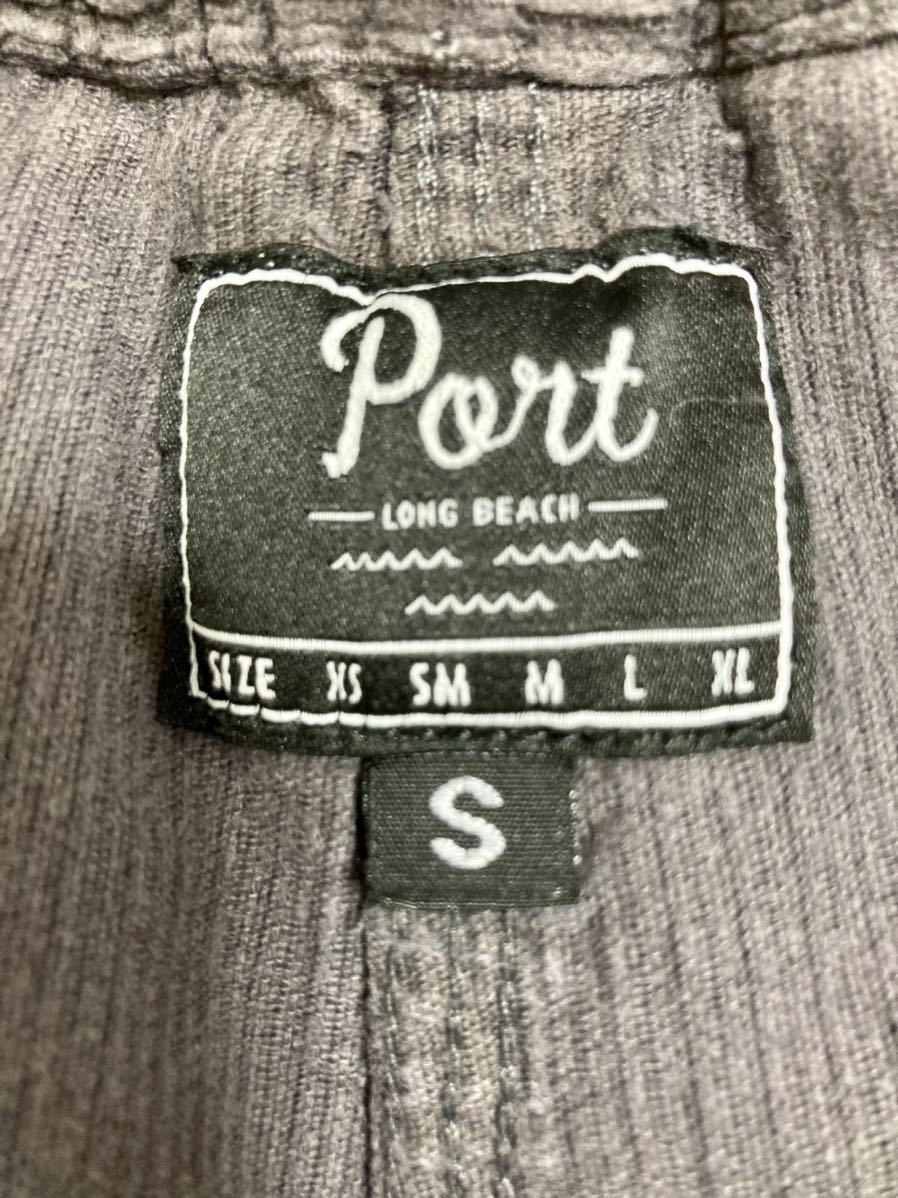 Port
LONG BEACH
SIZE XS SM M L XL
S